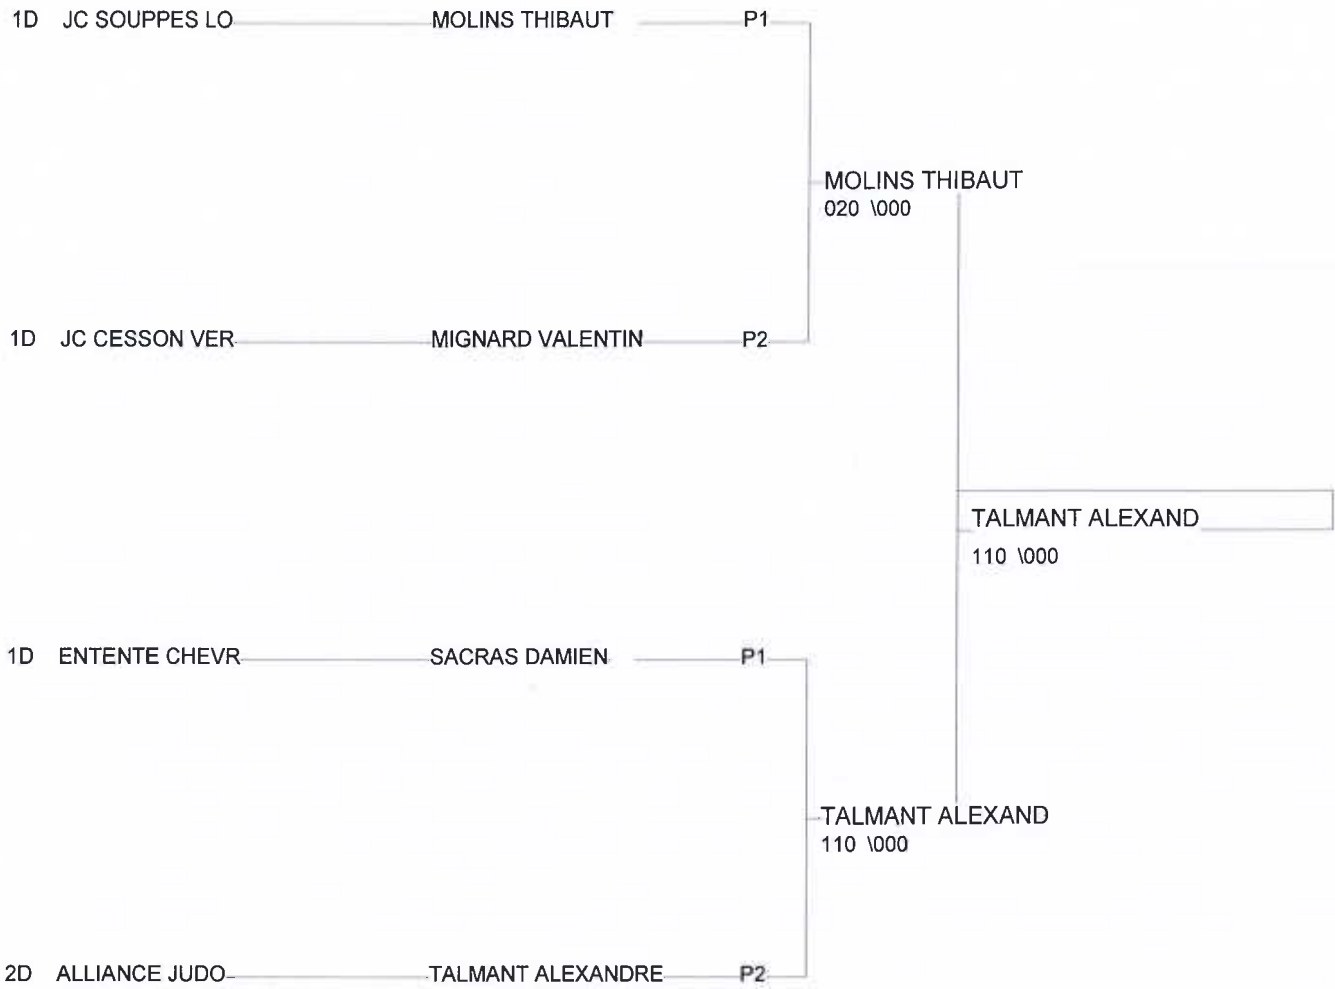 1D JC SOUPPES LO MOLINS THIBAUT P1
MOLINS THIBAUT
020 \000
1D JC CESSON VER MIGNARD VALENTIN P2
TALMANT ALEXAND
110 \000
1D ENTENTE CHEVR SACRAS DAMIEN P1
TALMANT ALEXAND
110 \000
2D ALLIANCE JUDO TALMANT ALEXANDRE P2